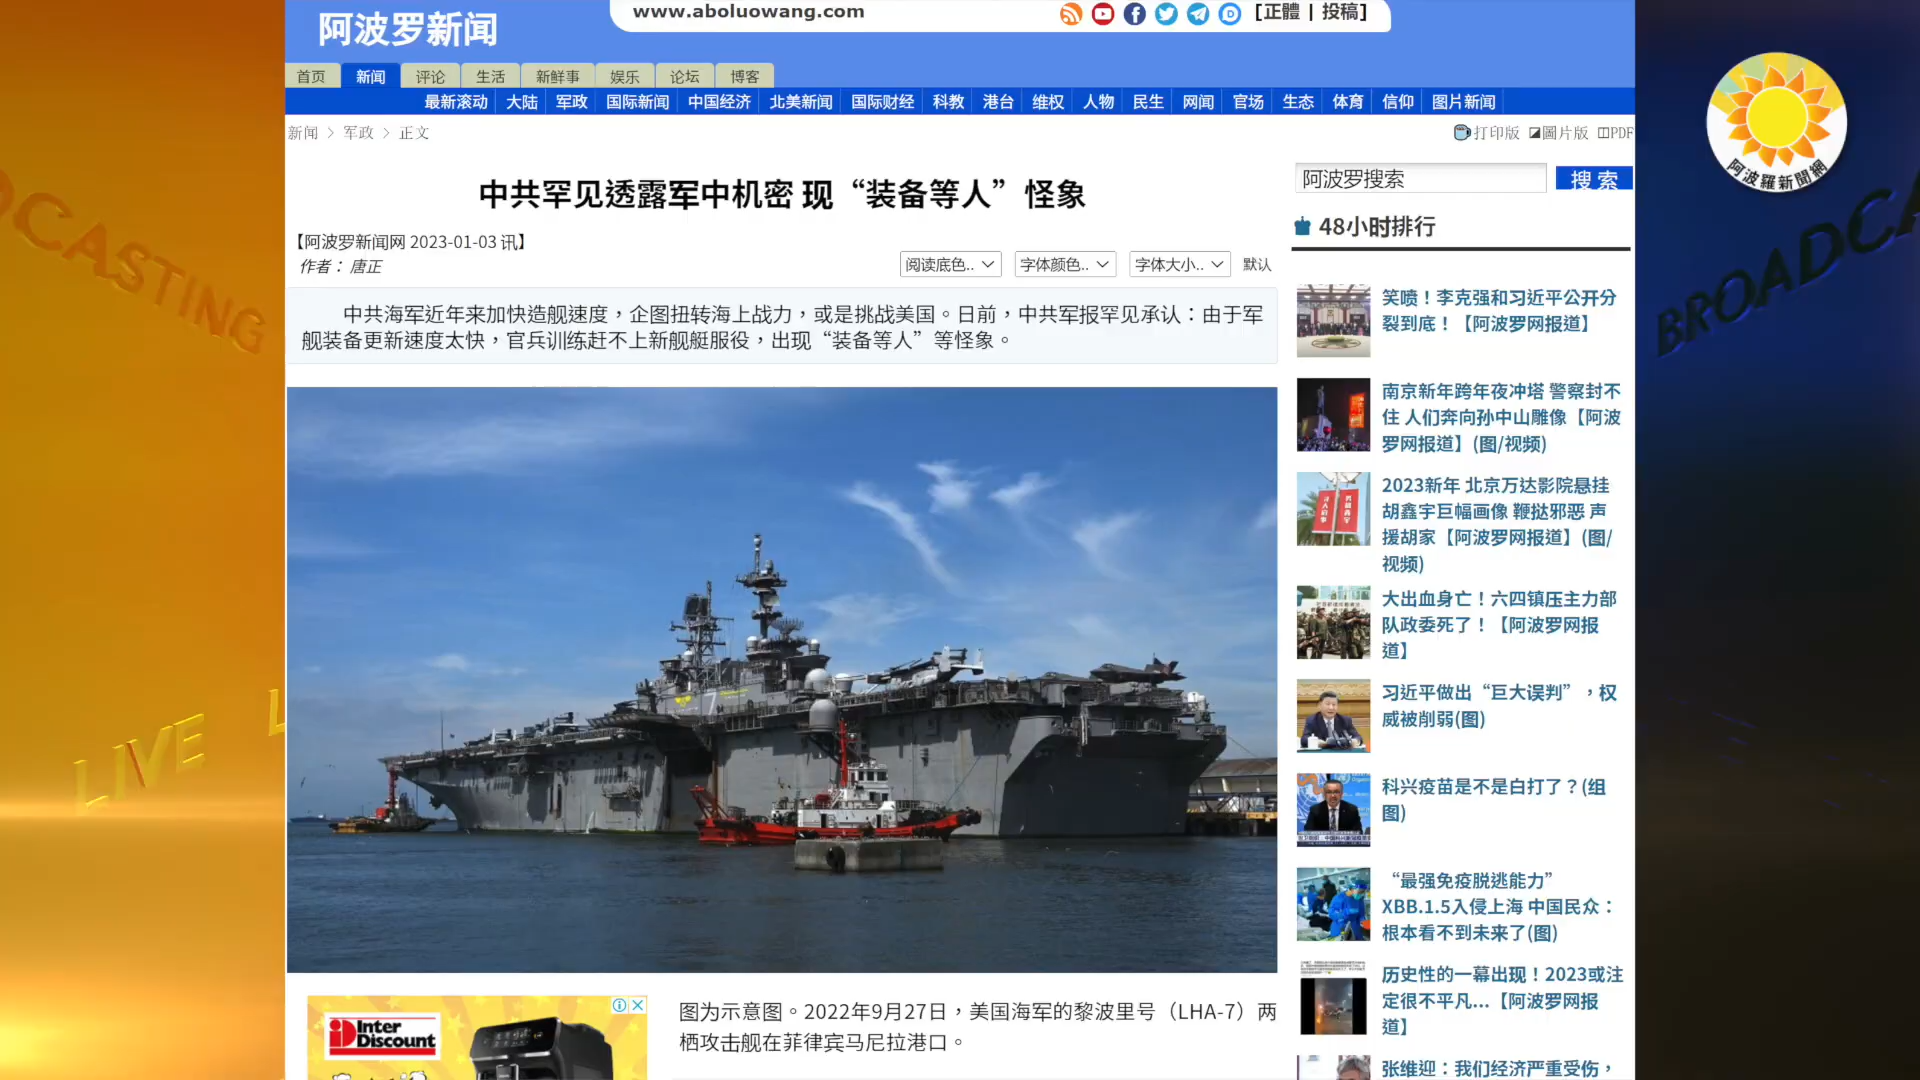 阿波罗新闻
www.aboluowang.com
[正體 | 投稿]
首页 新闻 评论 生活 新鲜事 娱乐 论坛 博客
最新滚动 大陆 军政 国际新闻 中国经济 北美新闻 国际财经 科教 港台 维权 人物 民生 网闻 官场 生态 体育 信仰 图片新闻
新闻 > 军政 > 正文
打印版 圖片版 PDF
中共罕见透露军中机密 现“装备等人”怪象
【阿波罗新闻网 2023-01-03 讯】
作者： 唐正
阅读底色.. 字体颜色.. 字体大小.. 默认
中共海军近年来加快造舰速度，企图扭转海上战力，或是挑战美国。日前，中共军报罕见承认：由于军
舰装备更新速度太快，官兵训练赶不上新舰艇服役，出现“装备等人”等怪象。
图为示意图。2022年9月27日，美国海军的黎波里号（LHA-7）两
栖攻击舰在菲律宾马尼拉港口。
Inter
Discount
阿波罗搜索
搜 索
48小时排行
笑喷！李克强和习近平公开分
裂到底！【阿波罗网报道】
南京新年跨年夜冲塔 警察封不
住 人们奔向孙中山雕像【阿波
罗网报道】(图/视频)
2023新年 北京万达影院悬挂
胡鑫宇巨幅画像 鞭挞邪恶 声
援胡家【阿波罗网报道】(图/
视频)
大出血身亡！六四镇压主力部
队政委死了！【阿波罗网报
道】
习近平做出“巨大误判”，权
威被削弱(图)
科兴疫苗是不是白打了？(组
图)
“最强免疫脱逃能力”
XBB.1.5入侵上海 中国民众：
根本看不到未来了(图)
历史性的一幕出现！2023或注
定很不平凡...【阿波罗网报
道】
张维迎：我们经济严重受伤，
阿波羅新聞網
DCASTING
LIVE
BROADCA